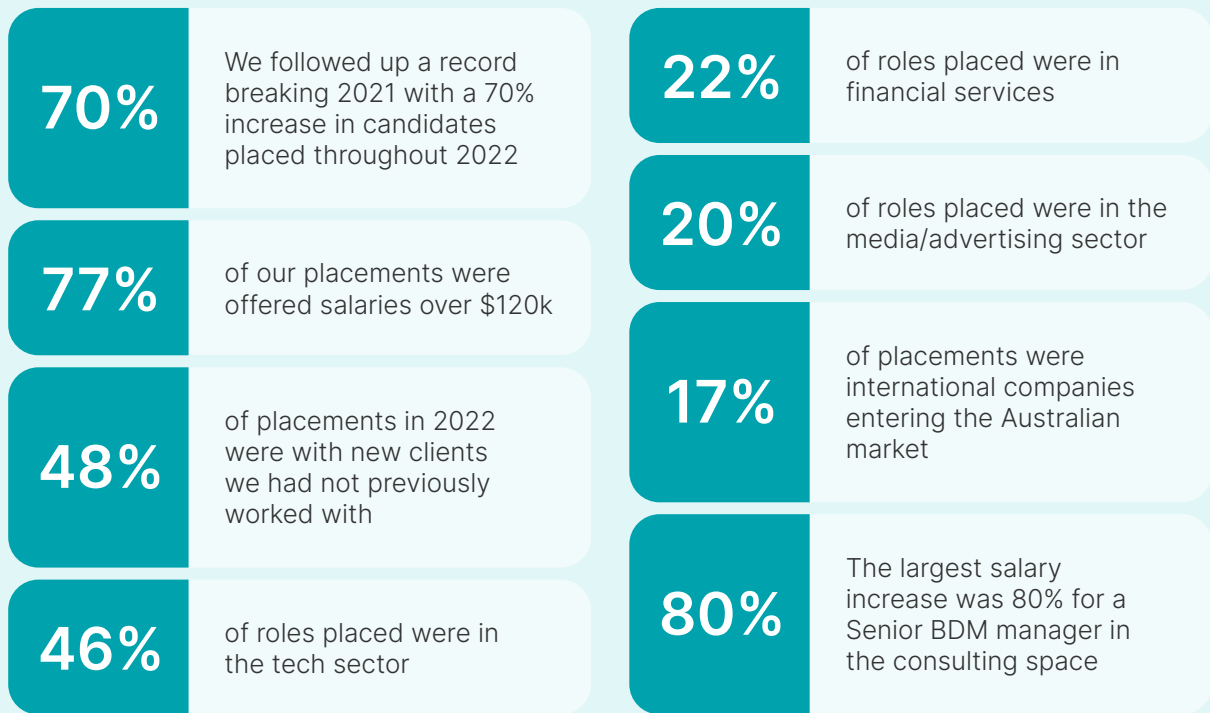 70%
We followed up a record
breaking 2021 with a 70%
increase in candidates
placed throughout 2022
77%
of our placements were
offered salaries over $120k
48%
of placements in 2022
were with new clients
we had not previously
worked with
46%
of roles placed were in
the tech sector
22%
of roles placed were in
financial services
20%
of roles placed were in the
media/advertising sector
17%
of placements were
international companies
entering the Australian
market
80%
The largest salary
increase was 80% for a
Senior BDM manager in
the consulting space